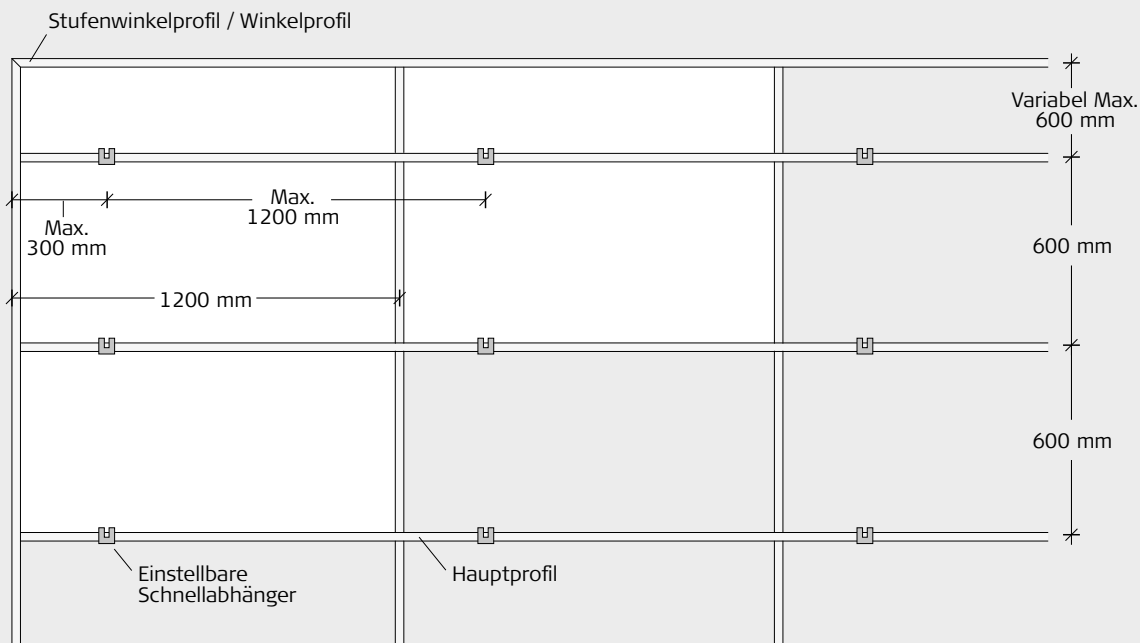 Stufenwinkelprofil / Winkelprofil
Variabel Max.
600 mm
Max.
1200 mm
Max.
300 mm
600 mm
1200 mm
600 mm
Einstellbare
Schnellabhänger
Hauptprofil